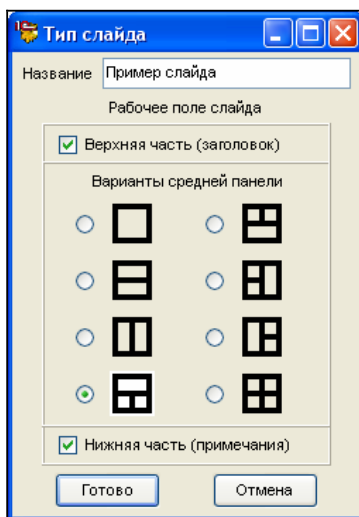 Тип слайда
Название Пример слайда
Рабочее поле слайда
Верхняя часть (заголовок)
Варианты средней панели
Нижняя часть (примечания)
Готово Отмена